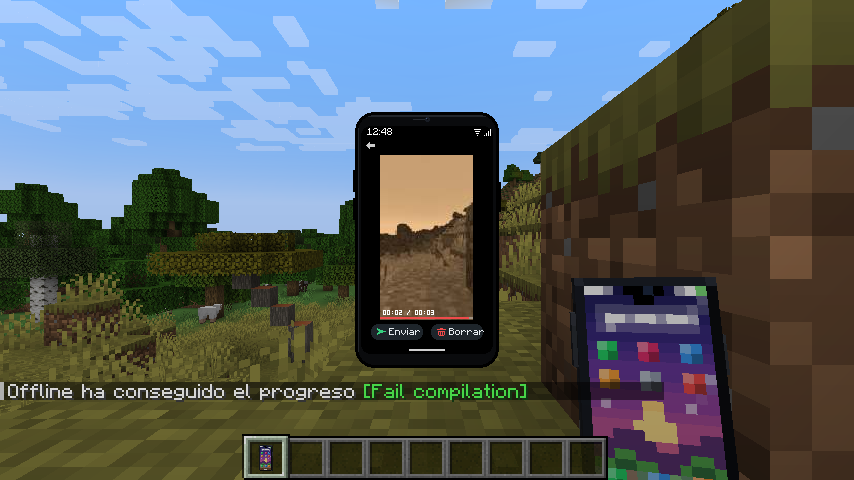 12:48
00:02 / 00:03
Enviar
Borrar
Offline ha conseguido el progreso [Fail compilation]